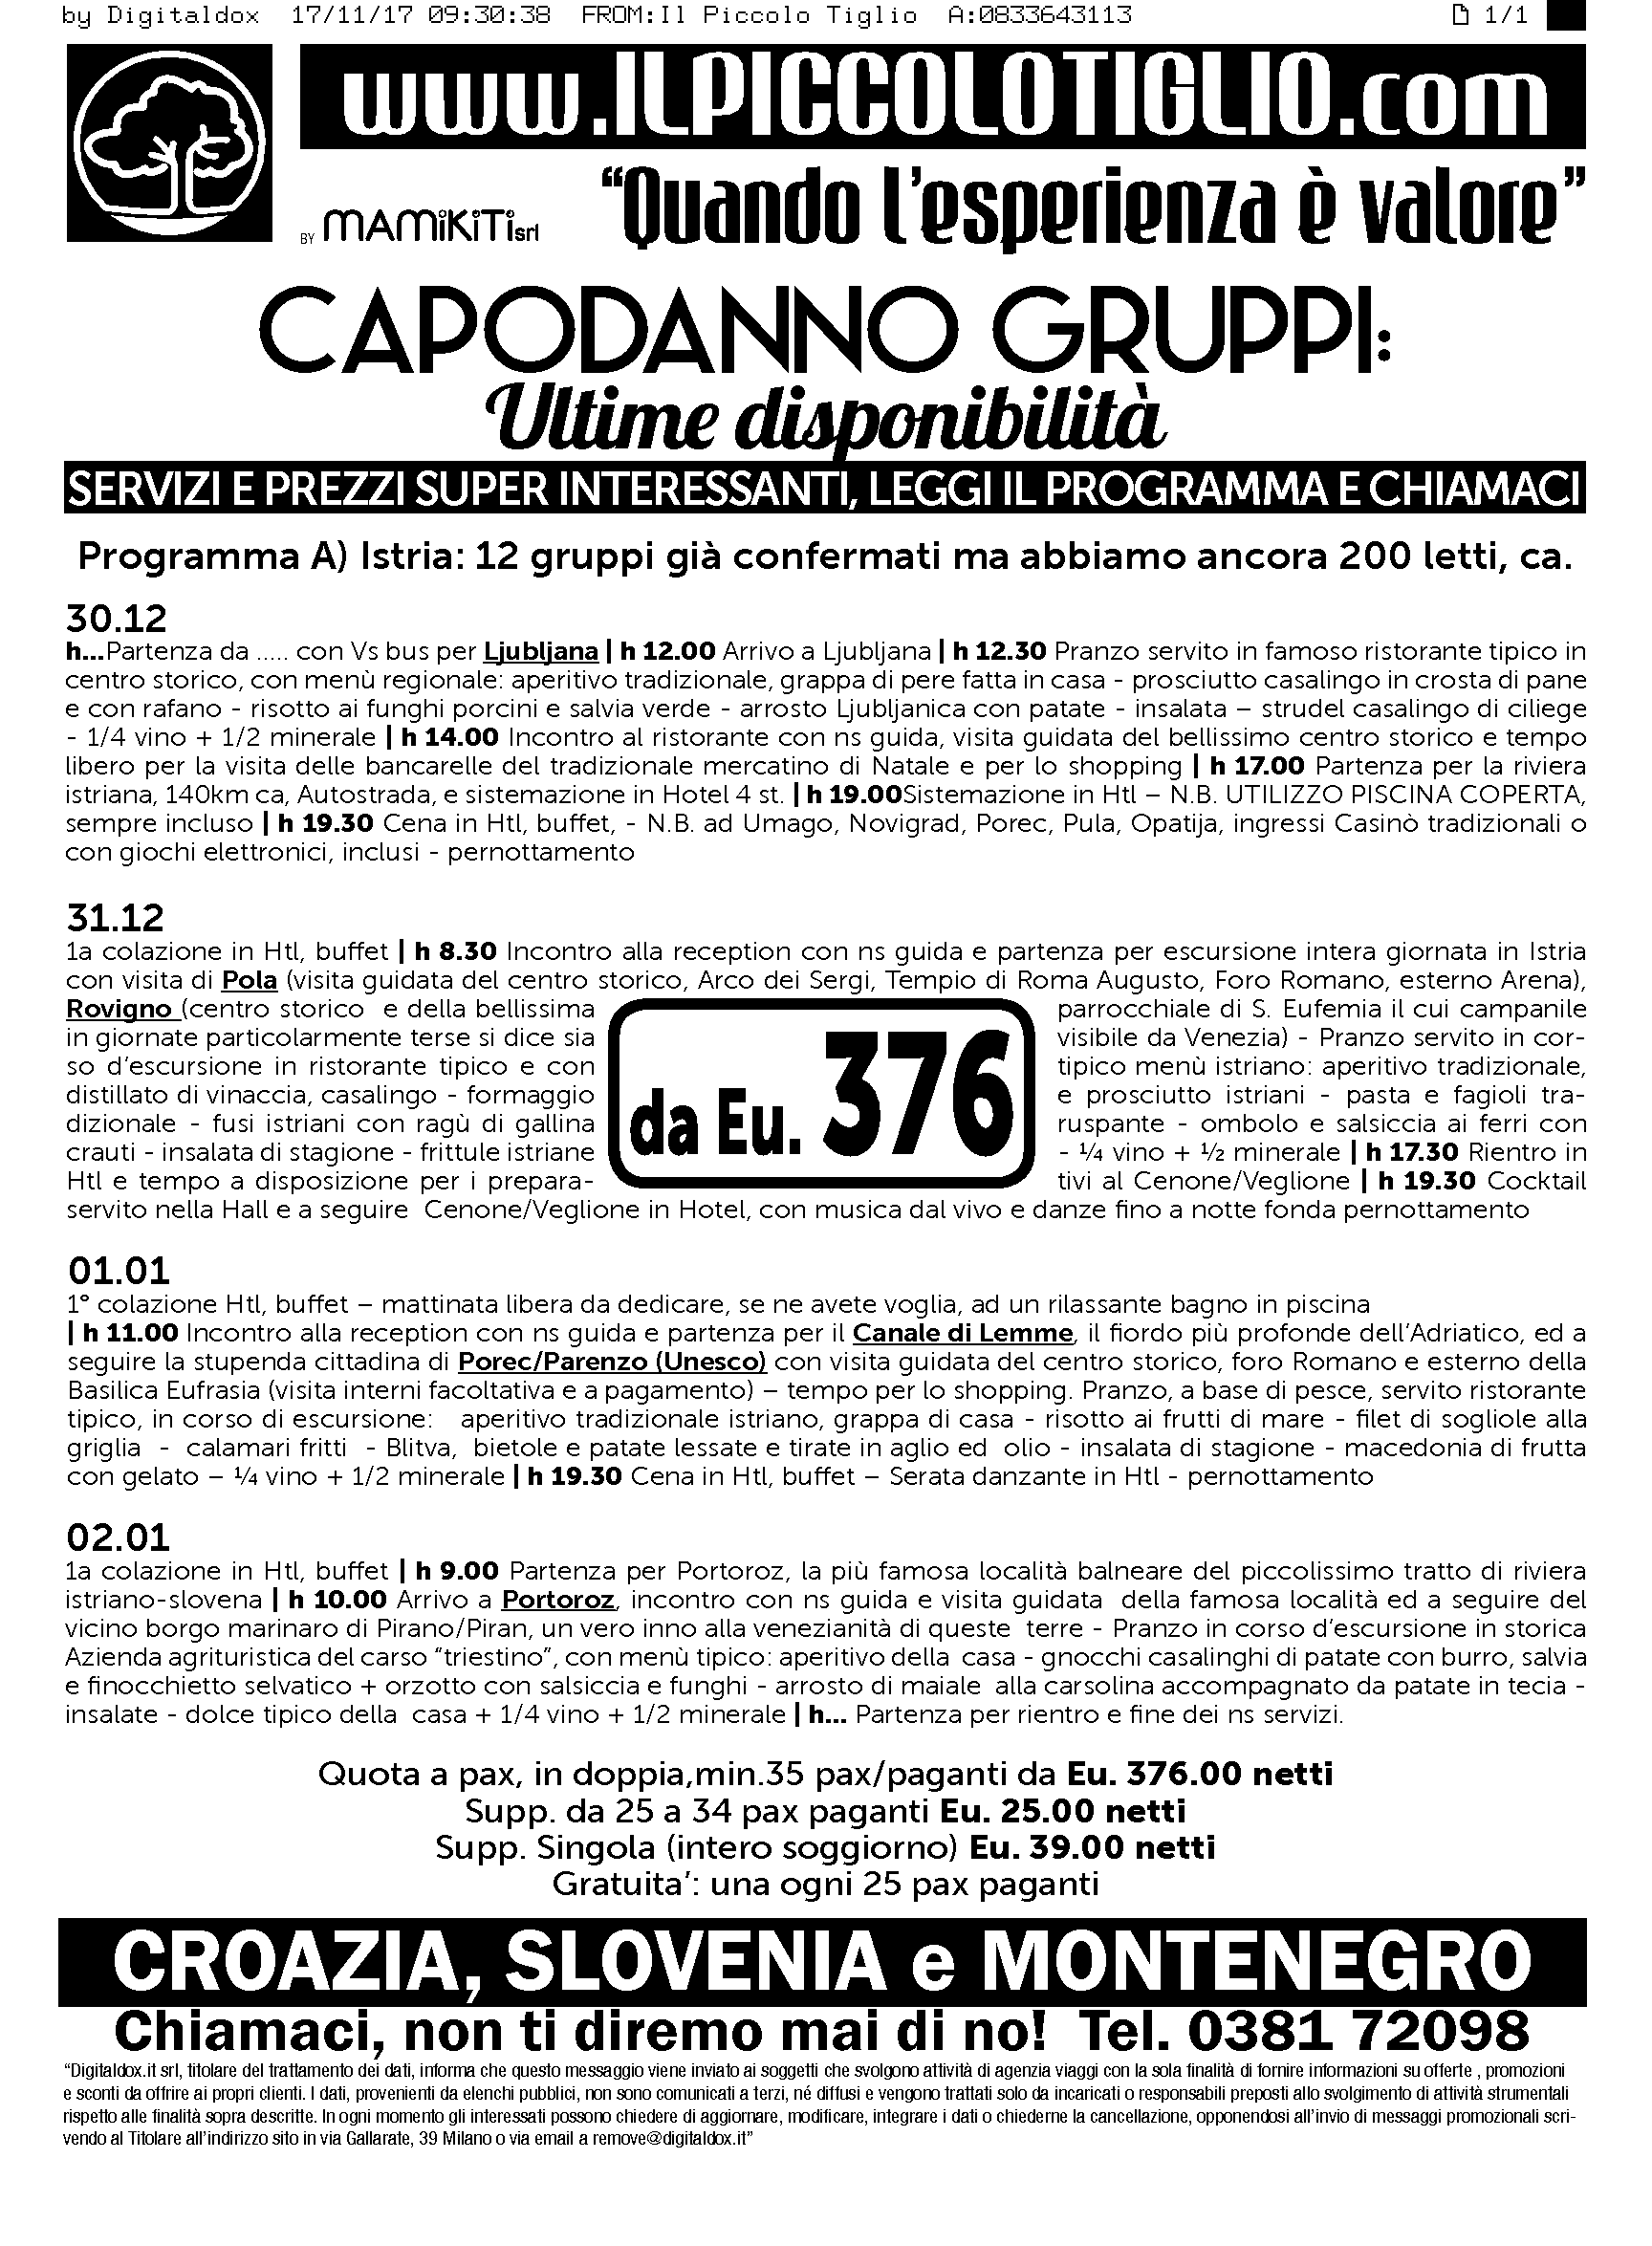 by Digitaldox  17/11/17 09:30:38  FROM:Il Piccolo Tiglio  A:0833643113  1/1
www.ILPICCOLOTIGLIO.com
BY MAMiKiTi srl
“Quando l’esperienza è valore”
CAPODANNO GRUPPI:
Ultime disponibilità
SERVIZI E PREZZI SUPER INTERESSANTI, LEGGI IL PROGRAMMA E CHIAMACI
Programma A) Istria: 12 gruppi già confermati ma abbiamo ancora 200 letti, ca.
30.12
h...Partenza da ..... con Vs bus per Ljubljana | h 12.00 Arrivo a Ljubljana | h 12.30 Pranzo servito in famoso ristorante tipico in
centro storico, con menù regionale: aperitivo tradizionale, grappa di pere fatta in casa - prosciutto casalingo in crosta di pane
e con rafano - risotto ai funghi porcini e salvia verde - arrosto Ljubljanica con patate - insalata – strudel casalingo di ciliege
- 1/4 vino + 1/2 minerale | h 14.00 Incontro al ristorante con ns guida, visita guidata del bellissimo centro storico e tempo
libero per la visita delle bancarelle del tradizionale mercatino di Natale e per lo shopping | h 17.00 Partenza per la riviera
istriana, 140km ca, Autostrada, e sistemazione in Hotel 4 st. | h 19.00Sistemazione in Htl – N.B. UTILIZZO PISCINA COPERTA,
sempre incluso | h 19.30 Cena in Htl, buffet, - N.B. ad Umago, Novigrad, Porec, Pula, Opatija, ingressi Casinò tradizionali o
con giochi elettronici, inclusi - pernottamento
31.12
1a colazione in Htl, buffet | h 8.30 Incontro alla reception con ns guida e partenza per escursione intera giornata in Istria
con visita di Pola (visita guidata del centro storico, Arco dei Sergi, Tempio di Roma Augusto, Foro Romano, esterno Arena),
Rovigno (centro storico  e della bellissima parrocchiale di S. Eufemia il cui campanile
in giornate particolarmente terse si dice sia visibile da Venezia) - Pranzo servito in cor-
so d’escursione in ristorante tipico e con tipico menù istriano: aperitivo tradizionale,
distillato di vinaccia, casalingo - formaggio e prosciutto istriani - pasta e fagioli tra-
dizionale - fusi istriani con ragù di gallina ruspante - ombolo e salsiccia ai ferri con
crauti - insalata di stagione - frittule istriane - ¼ vino + ½ minerale | h 17.30 Rientro in
Htl e tempo a disposizione per i prepara- tivi al Cenone/Veglione | h 19.30 Cocktail
servito nella Hall e a seguire  Cenone/Veglione in Hotel, con musica dal vivo e danze fino a notte fonda pernottamento
da Eu. 376
01.01
1° colazione Htl, buffet – mattinata libera da dedicare, se ne avete voglia, ad un rilassante bagno in piscina
| h 11.00 Incontro alla reception con ns guida e partenza per il Canale di Lemme, il fiordo più profonde dell’Adriatico, ed a
seguire la stupenda cittadina di Porec/Parenzo (Unesco) con visita guidata del centro storico, foro Romano e esterno della
Basilica Eufrasia (visita interni facoltativa e a pagamento) – tempo per lo shopping. Pranzo, a base di pesce, servito ristorante
tipico, in corso di escursione:   aperitivo tradizionale istriano, grappa di casa - risotto ai frutti di mare - filet di sogliole alla
griglia  -  calamari fritti  - Blitva,  bietole e patate lessate e tirate in aglio ed  olio - insalata di stagione - macedonia di frutta
con gelato – ¼ vino + 1/2 minerale | h 19.30 Cena in Htl, buffet – Serata danzante in Htl - pernottamento
02.01
1a colazione in Htl, buffet | h 9.00 Partenza per Portoroz, la più famosa località balneare del piccolissimo tratto di riviera
istriano-slovena | h 10.00 Arrivo a Portoroz, incontro con ns guida e visita guidata  della famosa località ed a seguire del
vicino borgo marinaro di Pirano/Piran, un vero inno alla venezianità di queste  terre - Pranzo in corso d’escursione in storica
Azienda agrituristica del carso “triestino”, con menù tipico: aperitivo della  casa - gnocchi casalinghi di patate con burro, salvia
e finocchietto selvatico + orzotto con salsiccia e funghi - arrosto di maiale  alla carsolina accompagnato da patate in tecia -
insalate - dolce tipico della  casa + 1/4 vino + 1/2 minerale | h... Partenza per rientro e fine dei ns servizi.
Quota a pax, in doppia,min.35 pax/paganti da Eu. 376.00 netti
Supp. da 25 a 34 pax paganti Eu. 25.00 netti
Supp. Singola (intero soggiorno) Eu. 39.00 netti
Gratuita’: una ogni 25 pax paganti
CROAZIA, SLOVENIA e MONTENEGRO
Chiamaci, non ti diremo mai di no!  Tel. 0381 72098
“Digitaldox.it srl, titolare del trattamento dei dati, informa che questo messaggio viene inviato ai soggetti che svolgono attività di agenzia viaggi con la sola finalità di fornire informazioni su offerte , promozioni
e sconti da offrire ai propri clienti. I dati, provenienti da elenchi pubblici, non sono comunicati a terzi, né diffusi e vengono trattati solo da incaricati o responsabili preposti allo svolgimento di attività strumentali
rispetto alle finalità sopra descritte. In ogni momento gli interessati possono chiedere di aggiornare, modificare, integrare i dati o chiederne la cancellazione, opponendosi all’invio di messaggi promozionali scri-
vendo al Titolare all’indirizzo sito in via Gallarate, 39 Milano o via email a remove@digitaldox.it”